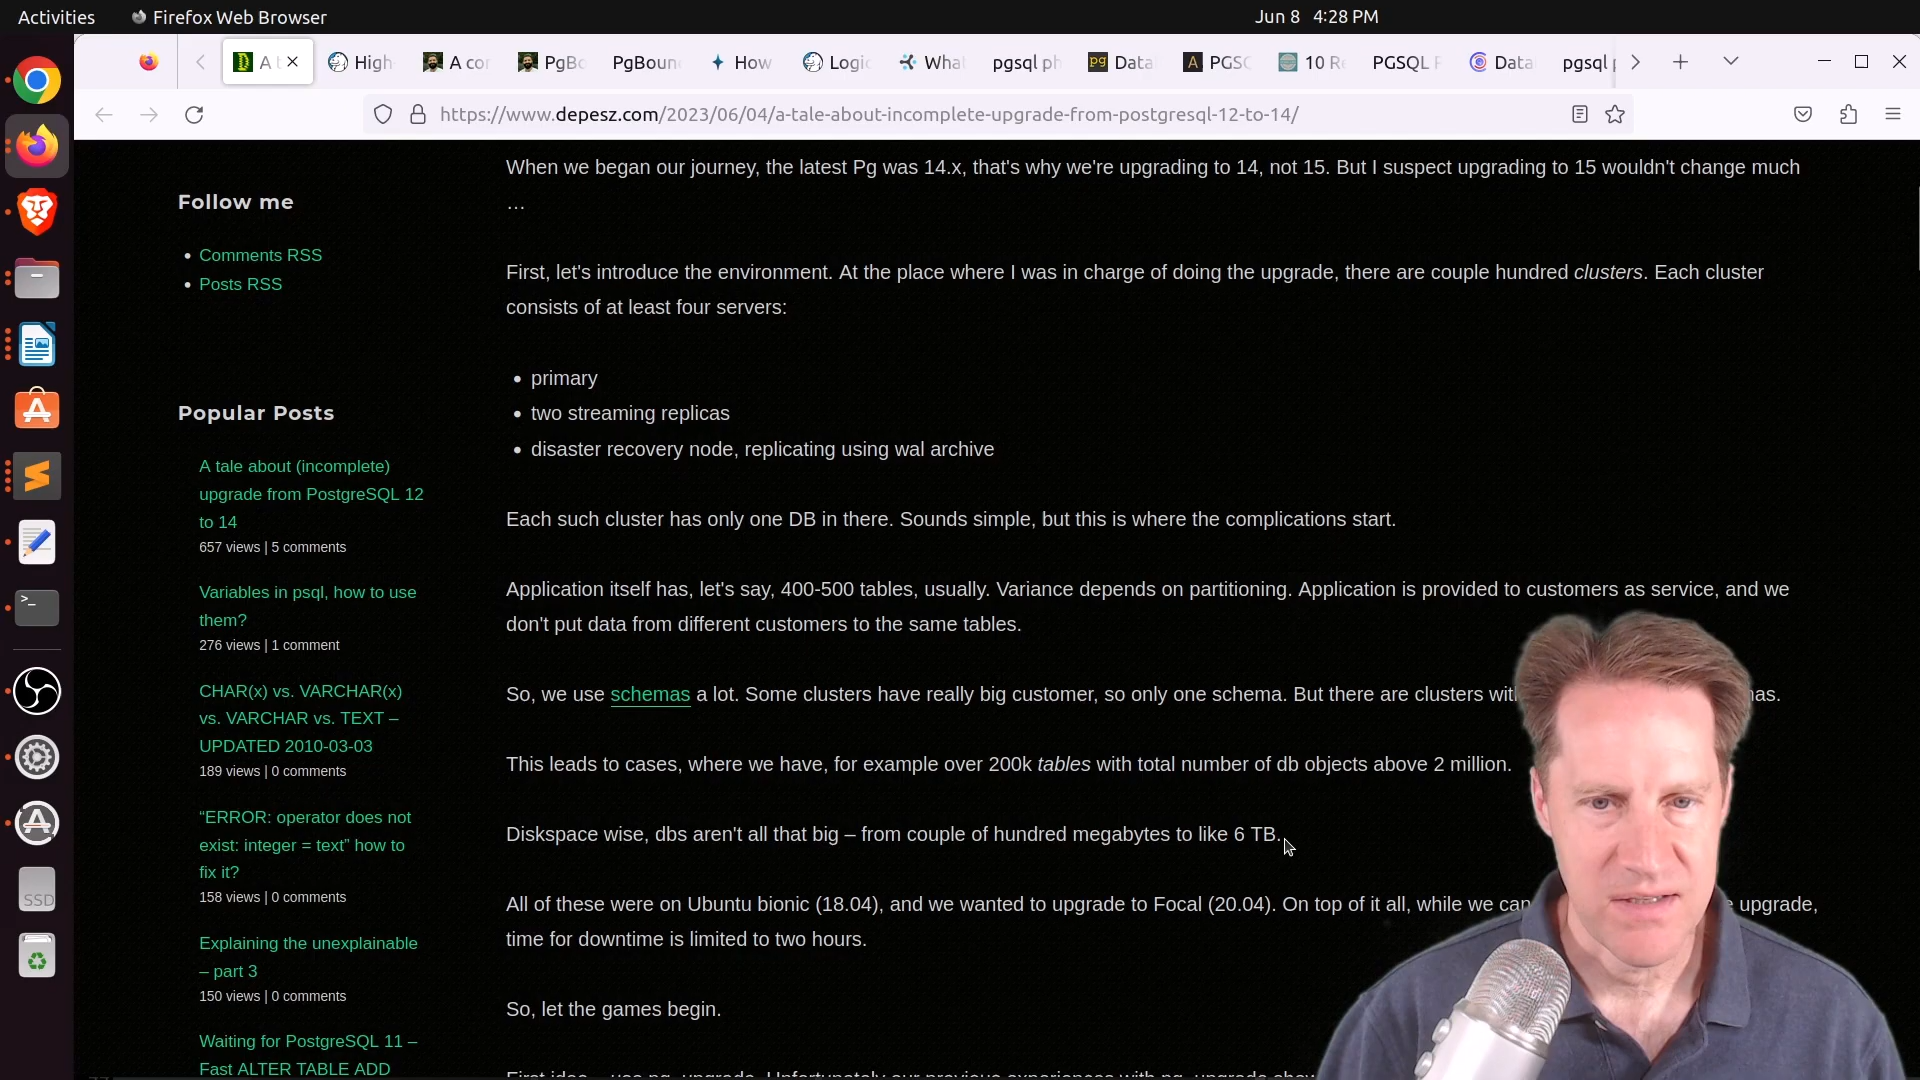 Activities
Firefox Web Browser
Jun 8 4:28 PM
A t
High-
A cor
PgBo
PgBoun
How
Logic
What
pgsql ph
Data
PGSC
10 Re
PGSQL F
Data
pgsql
https://www.depesz.com/2023/06/04/a-tale-about-incomplete-upgrade-from-postgresql-12-to-14/
Follow me
Comments RSS
Posts RSS
Popular Posts
A tale about (incomplete)
upgrade from PostgreSQL 12
to 14
657 views | 5 comments
Variables in psql, how to use
them?
276 views | 1 comment
CHAR(x) vs. VARCHAR(x)
vs. VARCHAR vs. TEXT –
UPDATED 2010-03-03
189 views | 0 comments
“ERROR: operator does not
exist: integer = text” how to
fix it?
158 views | 0 comments
Explaining the unexplainable
– part 3
150 views | 0 comments
Waiting for PostgreSQL 11 –
Fast ALTER TABLE ADD
When we began our journey, the latest Pg was 14.x, that's why we're upgrading to 14, not 15. But I suspect upgrading to 15 wouldn't change much
…
First, let's introduce the environment. At the place where I was in charge of doing the upgrade, there are couple hundred clusters. Each cluster
consists of at least four servers:
primary
two streaming replicas
disaster recovery node, replicating using wal archive
Each such cluster has only one DB in there. Sounds simple, but this is where the complications start.
Application itself has, let's say, 400-500 tables, usually. Variance depends on partitioning. Application is provided to customers as service, and we
don't put data from different customers to the same tables.
So, we use schemas a lot. Some clusters have really big customer, so only one schema. But there are clusters
This leads to cases, where we have, for example over 200k tables with total number of db objects above 2 million.
Diskspace wise, dbs aren't all that big – from couple of hundred megabytes to like 6 TB.
All of these were on Ubuntu bionic (18.04), and we wanted to upgrade to Focal (20.04). On top of it all, while we can upgrade,
time for downtime is limited to two hours.
So, let the games begin.
First idea – use pg_upgrade. Unfortunately our previous experiences with pg_upgrade
SSD